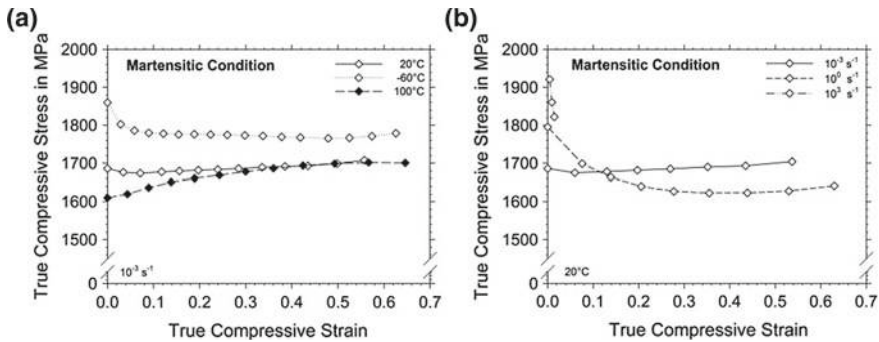 (a)
True Compressive Stress in MPa
2000
1900
1800
1700
1600
1500
0
Martensitic Condition
20°C
-60°C
100°C
10⁻³ s⁻¹
0.0 0.1 0.2 0.3 0.4 0.5 0.6 0.7
True Compressive Strain
(b)
True Compressive Stress in MPa
2000
1900
1800
1700
1600
1500
0
Martensitic Condition
10⁻³ s⁻¹
10⁰ s⁻¹
10³ s⁻¹
20°C
0.0 0.1 0.2 0.3 0.4 0.5 0.6 0.7
True Compressive Strain